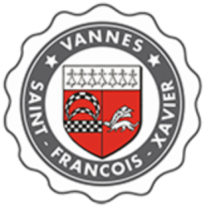 VANNES
SAINT - FRANCOIS - XAVIER